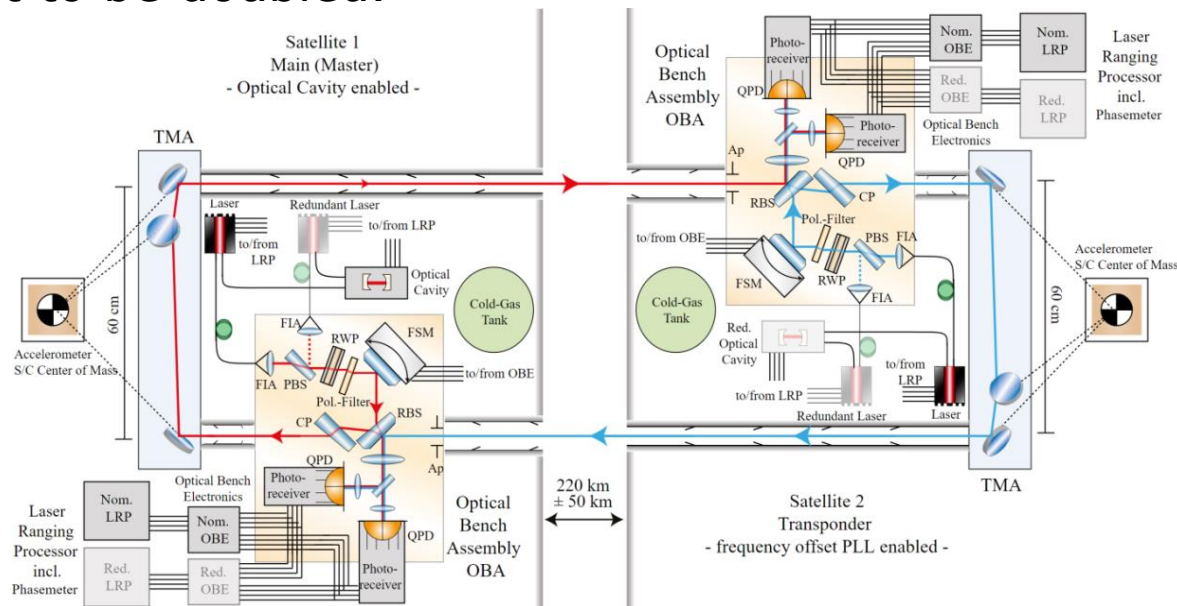 t to be doubled.
Satellite 1
Main (Master)
- Optical Cavity enabled -
TMA
Laser
Redundant Laser
to/from
LRP
to/from LRP
Optical
Cavity
60 cm
Accelerometer
S/C Center of Mass
Cold-Gas
Tank
FIA
RWP
FSM
FIA
PBS
to/from OBE
Pol.-Filter
CP
RBS
Ap
QPD
Photo-
receiver
QPD
Photo-
receiver
Optical
Bench
Assembly
OBA
Optical Bench
Electronics
Nom.
LRP
Nom.
OBE
Red.
LRP
Red.
OBE
Laser
Ranging
Processor
incl.
Phasemeter
220 km
± 50 km
Optical
Bench
Assembly
OBA
Photo-
receiver
QPD
Photo-
receiver
QPD
Ap
Nom.
OBE
Nom.
LRP
Red.
OBE
Red.
LRP
Optical Bench
Electronics
Laser
Ranging
Processor
incl.
Phasemeter
RBS
CP
Pol.-Filter
PBS
FIA
to/from OBE
FSM
RWP
FIA
Cold-Gas
Tank
Red.
Optical
Cavity
to/from LRP
to/from
LRP
Redundant Laser
Laser
60 cm
Accelerometer
S/C Center of Mass
TMA
Satellite 2
Transponder
- frequency offset PLL enabled -